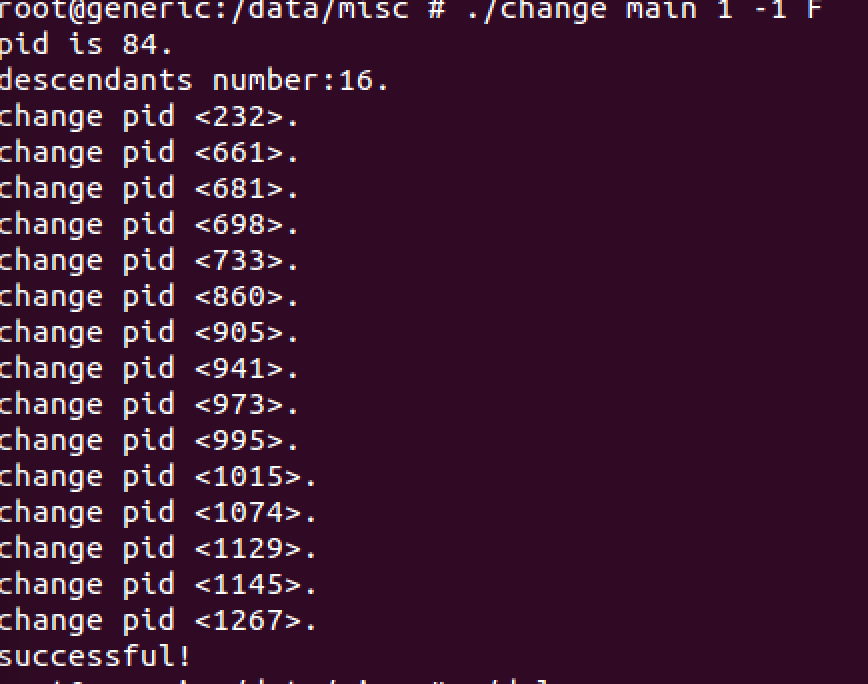 root@generic:/data/misc # ./change main 1 -1 F
pid is 84.
descendants number:16.
change pid <232>.
change pid <661>.
change pid <681>.
change pid <698>.
change pid <733>.
change pid <860>.
change pid <905>.
change pid <941>.
change pid <973>.
change pid <995>.
change pid <1015>.
change pid <1074>.
change pid <1129>.
change pid <1145>.
change pid <1267>.
successful!